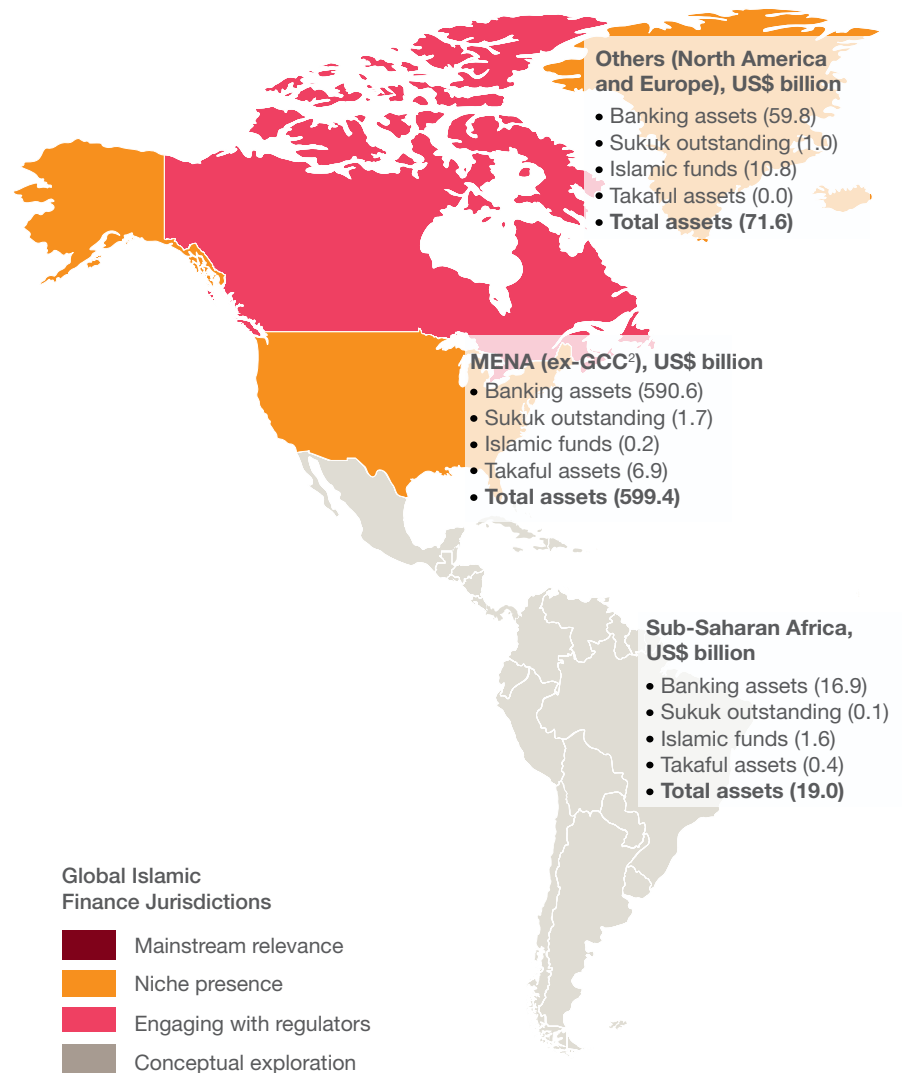 Others (North America
and Europe), US$ billion
• Banking assets (59.8)
• Sukuk outstanding (1.0)
• Islamic funds (10.8)
• Takaful assets (0.0)
• Total assets (71.6)
MENA (ex-GCC²), US$ billion
• Banking assets (590.6)
• Sukuk outstanding (1.7)
• Islamic funds (0.2)
• Takaful assets (6.9)
• Total assets (599.4)
Sub-Saharan Africa,
US$ billion
• Banking assets (16.9)
• Sukuk outstanding (0.1)
• Islamic funds (1.6)
• Takaful assets (0.4)
• Total assets (19.0)
Global Islamic
Finance Jurisdictions
Mainstream relevance
Niche presence
Engaging with regulators
Conceptual exploration